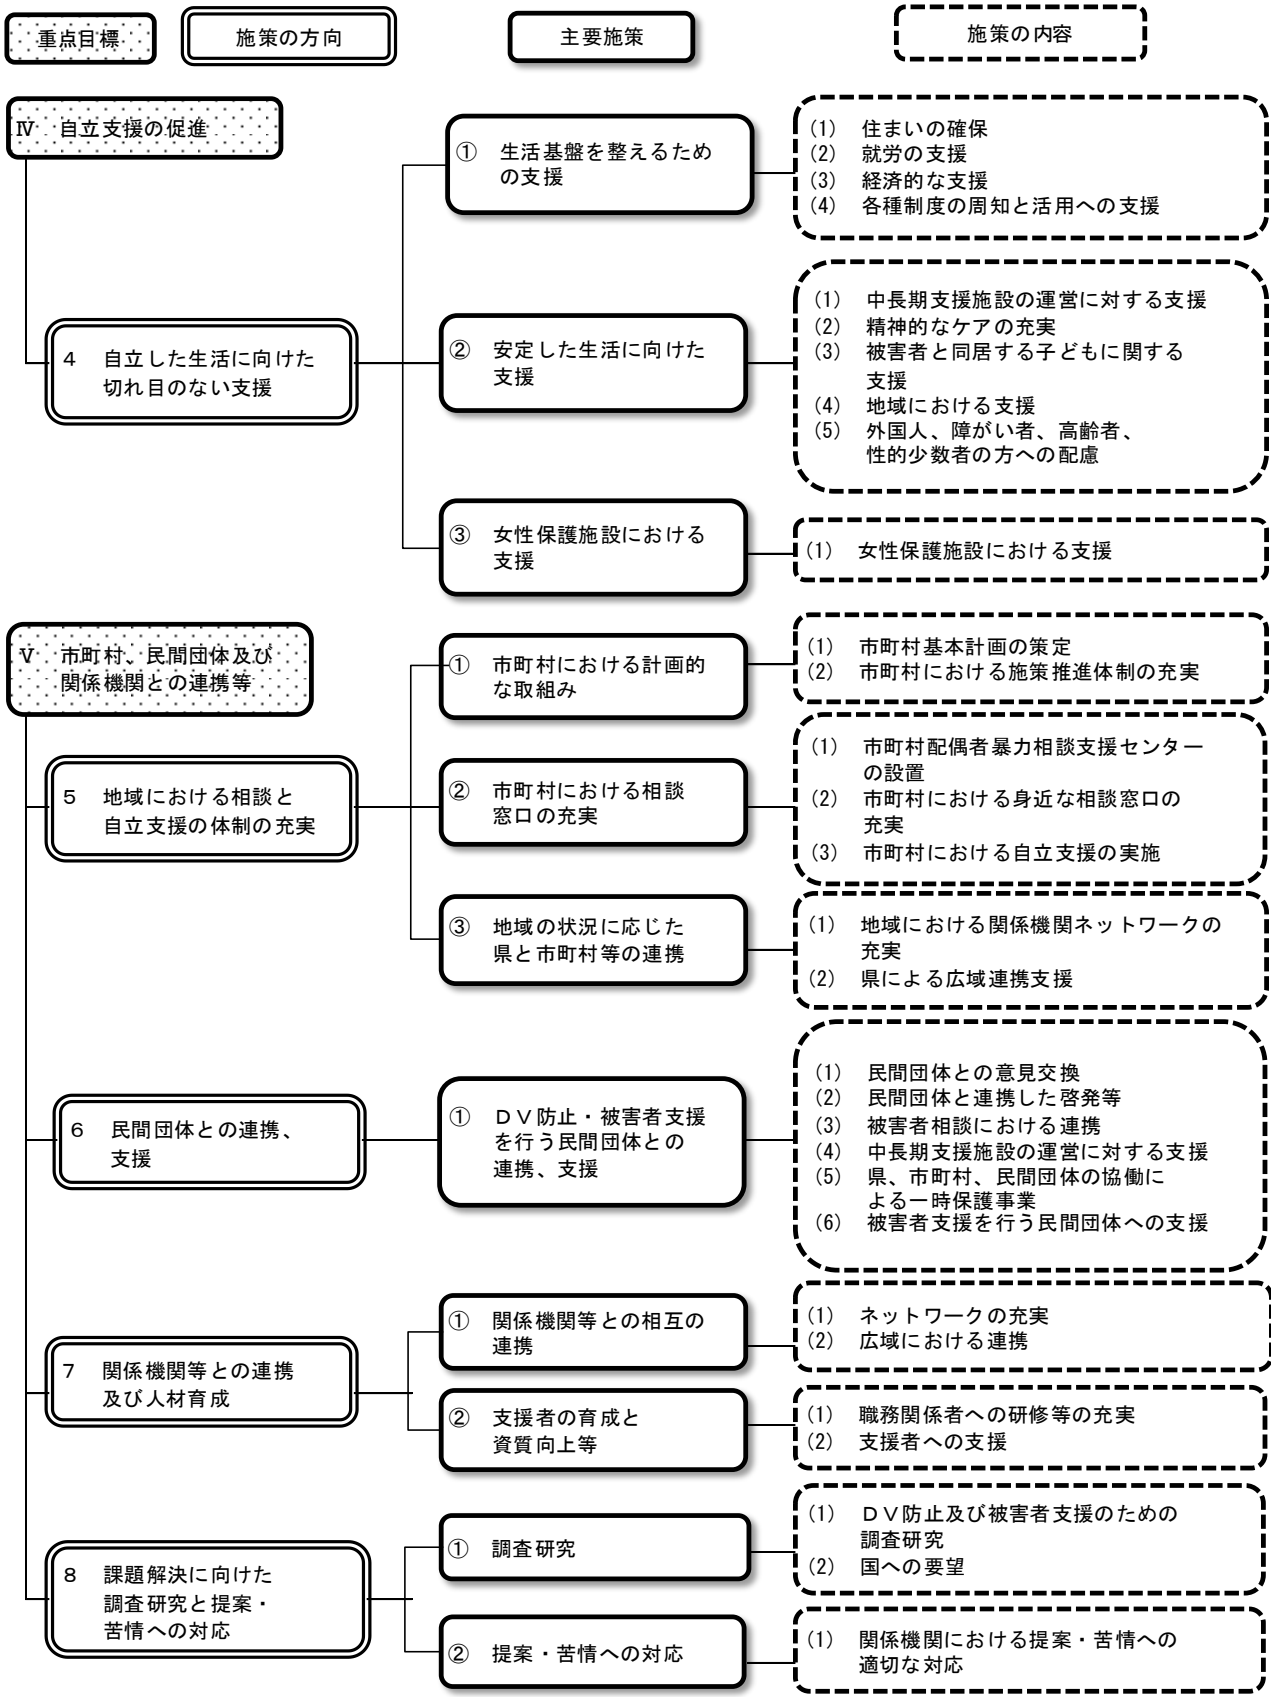 重点目標
施策の方向
主要施策
施策の内容
Ⅳ 自立支援の促進
4 自立した生活に向けた
切れ目のない支援
① 生活基盤を整えるため
の支援
(1) 住まいの確保
(2) 就労の支援
(3) 経済的な支援
(4) 各種制度の周知と活用への支援
② 安定した生活に向けた
支援
(1) 中長期支援施設の運営に対する支援
(2) 精神的なケアの充実
(3) 被害者と同居する子どもに関する
支援
(4) 地域における支援
(5) 外国人、障がい者、高齢者、
性的少数者の方への配慮
③ 女性保護施設における
支援
(1) 女性保護施設における支援
Ⅴ 市町村、民間団体及び
関係機関との連携等
5 地域における相談と
自立支援の体制の充実
① 市町村における計画的
な取組み
(1) 市町村基本計画の策定
(2) 市町村における施策推進体制の充実
② 市町村における相談
窓口の充実
(1) 市町村配偶者暴力相談支援センター
の設置
(2) 市町村における身近な相談窓口の
充実
(3) 市町村における自立支援の実施
③ 地域の状況に応じた
県と市町村等の連携
(1) 地域における関係機関ネットワークの
充実
(2) 県による広域連携支援
6 民間団体との連携、
支援
① DV防止・被害者支援
を行う民間団体との
連携、支援
(1) 民間団体との意見交換
(2) 民間団体と連携した啓発等
(3) 被害者相談における連携
(4) 中長期支援施設の運営に対する支援
(5) 県、市町村、民間団体の協働に
よる一時保護事業
(6) 被害者支援を行う民間団体への支援
7 関係機関等との連携
及び人材育成
① 関係機関等との相互の
連携
(1) ネットワークの充実
(2) 広域における連携
② 支援者の育成と
資質向上等
(1) 職務関係者への研修等の充実
(2) 支援者への支援
8 課題解決に向けた
調査研究と提案・
苦情への対応
① 調査研究
(1) DV防止及び被害者支援のための
調査研究
(2) 国への要望
② 提案・苦情への対応
(1) 関係機関における提案・苦情への
適切な対応